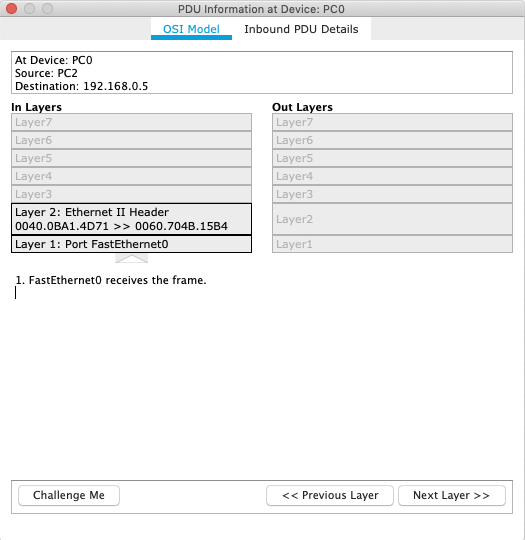 PDU Information at Device: PC0
OSI Model
Inbound PDU Details
At Device: PC0
Source: PC2
Destination: 192.168.0.5
In Layers
Layer7
Layer6
Layer5
Layer4
Layer3
Layer 2: Ethernet II Header
0040.0BA1.4D71 >> 0060.704B.15B4
Layer 1: Port FastEthernet0
Out Layers
Layer7
Layer6
Layer5
Layer4
Layer3
Layer2
Layer1
1. FastEthernet0 receives the frame.
Challenge Me
<< Previous Layer
Next Layer >>